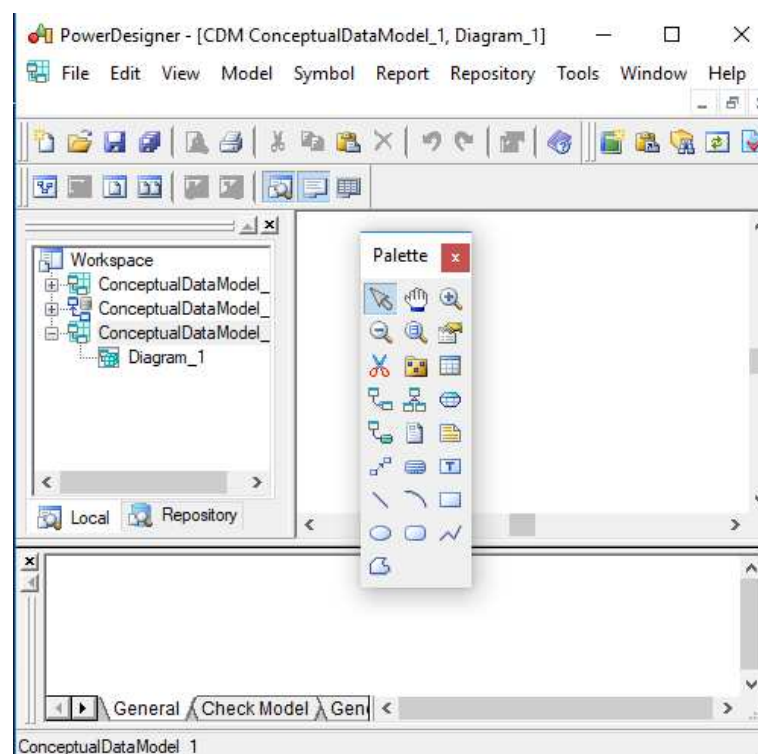 PowerDesigner - [CDM ConceptualDataModel_1, Diagram_1]
File Edit View Model Symbol Report Repository Tools Window Help
Workspace
ConceptualDataModel_
ConceptualDataModel_
ConceptualDataModel_
Diagram_1
Local Repository
Palette
General Check Model Gen
ConceptualDataModel_1